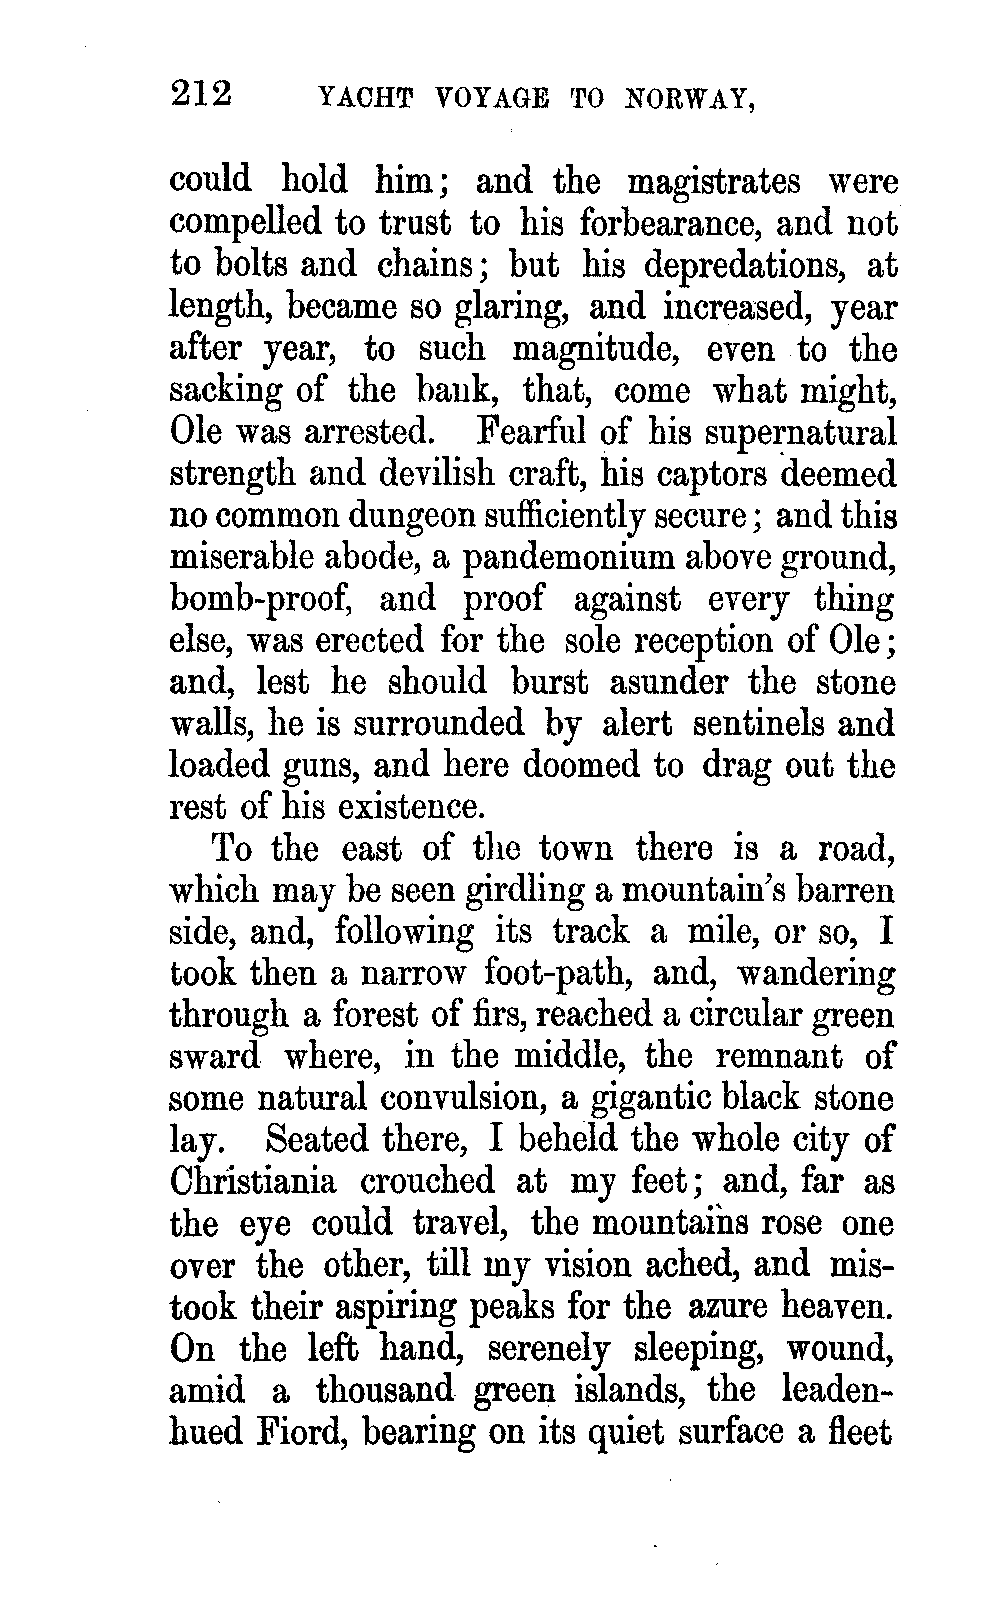 212 YACHT VOYAGE TO NORWAY,
could hold him; and the magistrates were
compelled to trust to his forbearance, and not
to bolts and chains; but his depredations, at
length, became so glaring, and increased, year
after year, to such magnitude, even to the
sacking of the bank, that, come what might,
Ole was arrested. Fearful of his supernatural
strength and devilish craft, his captors deemed
no common dungeon sufficiently secure; and this
miserable abode, a pandemonium above ground,
bomb-proof, and proof against every thing
else, was erected for the sole reception of Ole;
and, lest he should burst asunder the stone
walls, he is surrounded by alert sentinels and
loaded guns, and here doomed to drag out the
rest of his existence.
To the east of the town there is a road,
which may be seen girdling a mountain's barren
side, and, following its track a mile, or so, I
took then a narrow foot-path, and, wandering
through a forest of firs, reached a circular green
sward where, in the middle, the remnant of
some natural convulsion, a gigantic black stone
lay. Seated there, I beheld the whole city of
Christiania crouched at my feet; and, far as
the eye could travel, the mountains rose one
over the other, till my vision ached, and mis-
took their aspiring peaks for the azure heaven.
On the left hand, serenely sleeping, wound,
amid a thousand green islands, the leaden-
hued Fiord, bearing on its quiet surface a fleet